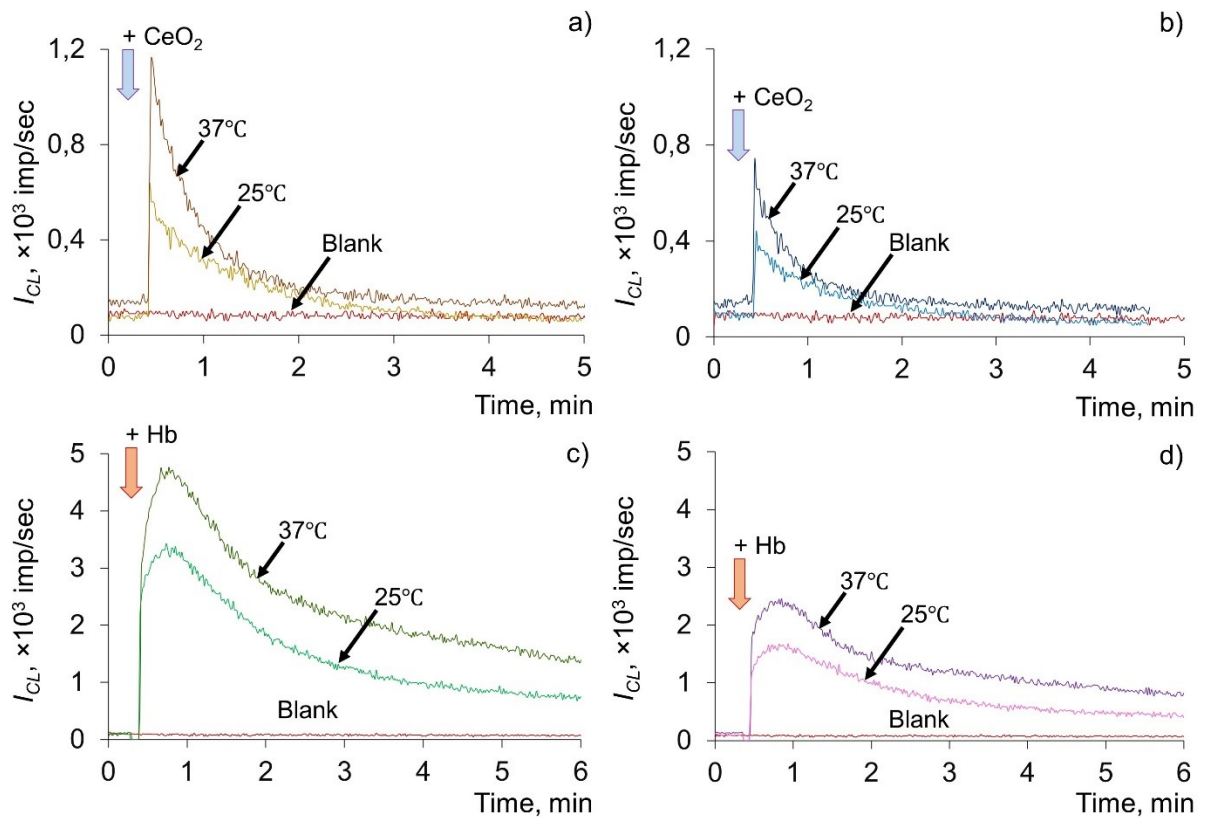 a)
+ CeO₂
1,2
0,8
0,4
0
I_CL, ×10³ imp/sec
37℃
25℃
Blank
0 1 2 3 4 5
Time, min
b)
+ CeO₂
1,2
0,8
0,4
0
I_CL, ×10³ imp/sec
37℃
25℃
Blank
0 1 2 3 4 5
Time, min
c)
+ Hb
5
4
3
2
1
0
I_CL, ×10³ imp/sec
37℃
25℃
Blank
0 1 2 3 4 5 6
Time, min
d)
+ Hb
5
4
3
2
1
0
I_CL, ×10³ imp/sec
37℃
25℃
Blank
0 1 2 3 4 5 6
Time, min